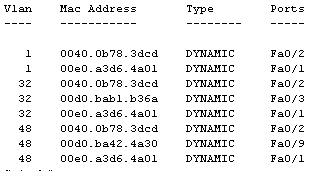 Vlan Mac Address Type Ports
---- ----------- -------- -----
1 0040.0b78.3dcd DYNAMIC Fa0/2
1 00e0.a3d6.4a01 DYNAMIC Fa0/1
32 0040.0b78.3dcd DYNAMIC Fa0/2
32 00d0.bab1.b36a DYNAMIC Fa0/3
32 00e0.a3d6.4a01 DYNAMIC Fa0/1
48 0040.0b78.3dcd DYNAMIC Fa0/2
48 00d0.ba42.4a30 DYNAMIC Fa0/9
48 00e0.a3d6.4a01 DYNAMIC Fa0/1